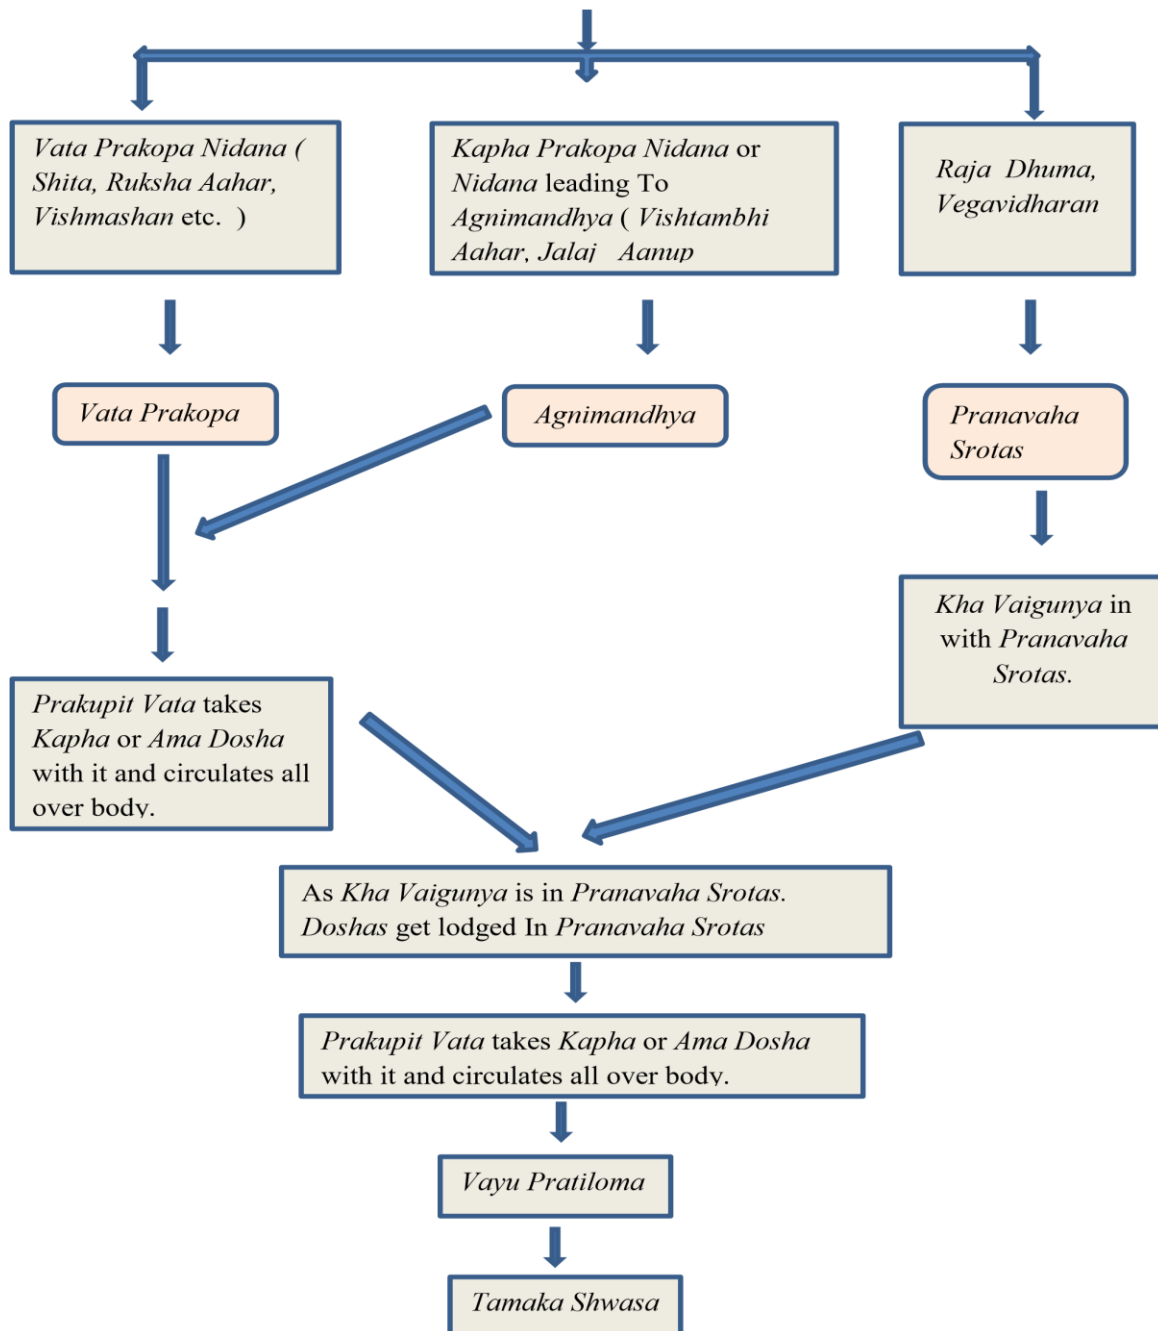 Vata Prakopa Nidana (
Shita, Ruksha Aahar,
Vishmashan etc. )
Kapha Prakopa Nidana or
Nidana leading To
Agnimandhya ( Vishtambhi
Aahar, Jalaj Aanup
Raja Dhuma,
Vegavidharan
Vata Prakopa
Agnimandhya
Pranavaha
Srotas
Kha Vaigunya in
with Pranavaha
Srotas.
Prakupit Vata takes
Kapha or Ama Dosha
with it and circulates all
over body.
As Kha Vaigunya is in Pranavaha Srotas.
Doshas get lodged In Pranavaha Srotas
Prakupit Vata takes Kapha or Ama Dosha
with it and circulates all over body.
Vayu Pratiloma
Tamaka Shwasa